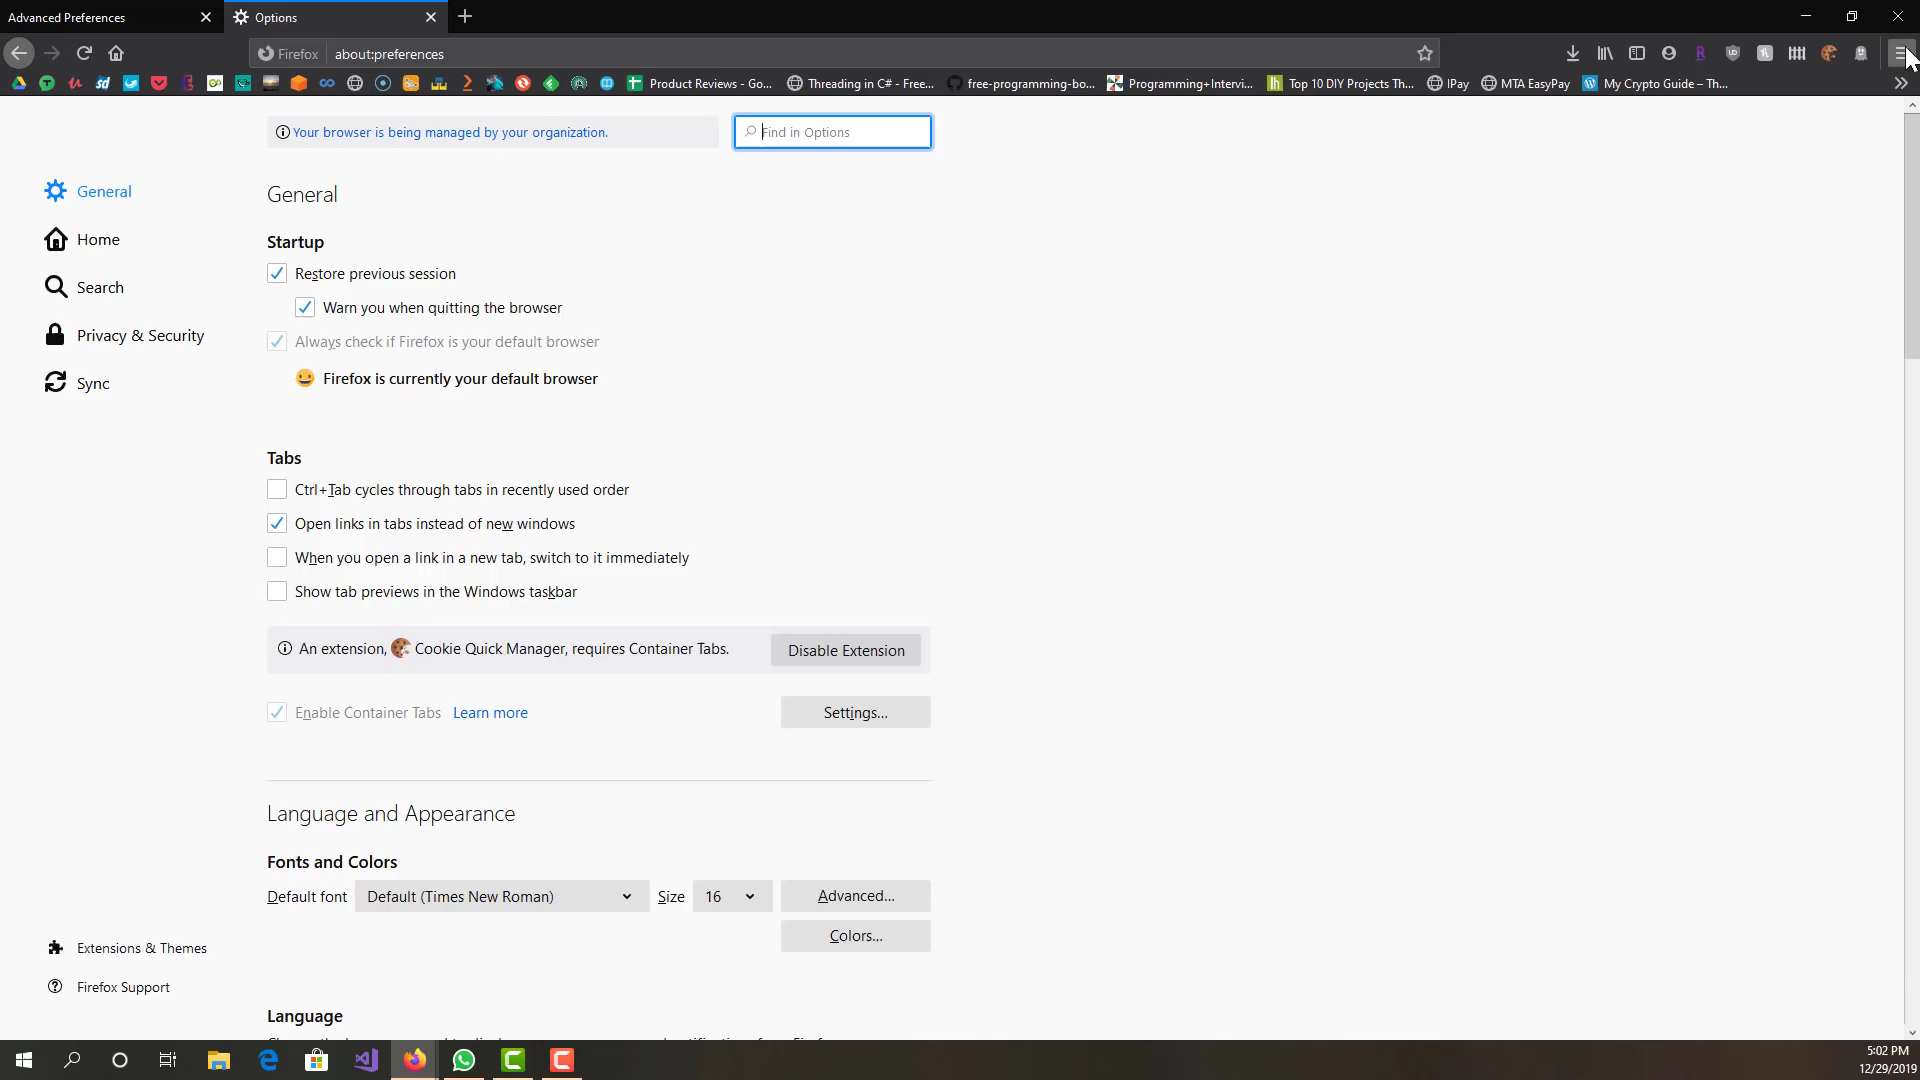 Advanced Preferences
Options
Firefox
about:preferences
Product Reviews - Go...
Threading in C# - Free...
free-programming-bo...
Programming+Intervi...
Top 10 DIY Projects Th...
IPay
MTA EasyPay
My Crypto Guide – Th...
Your browser is being managed by your organization.
Find in Options
General
Home
Search
Privacy & Security
Sync
Extensions & Themes
Firefox Support
General
Startup
Restore previous session
Warn you when quitting the browser
Always check if Firefox is your default browser
Firefox is currently your default browser
Tabs
Ctrl+Tab cycles through tabs in recently used order
Open links in tabs instead of new windows
When you open a link in a new tab, switch to it immediately
Show tab previews in the Windows taskbar
An extension, Cookie Quick Manager, requires Container Tabs.
Disable Extension
Enable Container Tabs Learn more
Settings...
Language and Appearance
Fonts and Colors
Default font Default (Times New Roman) Size 16 Advanced...
Colors...
Language
5:02 PM
12/29/2019